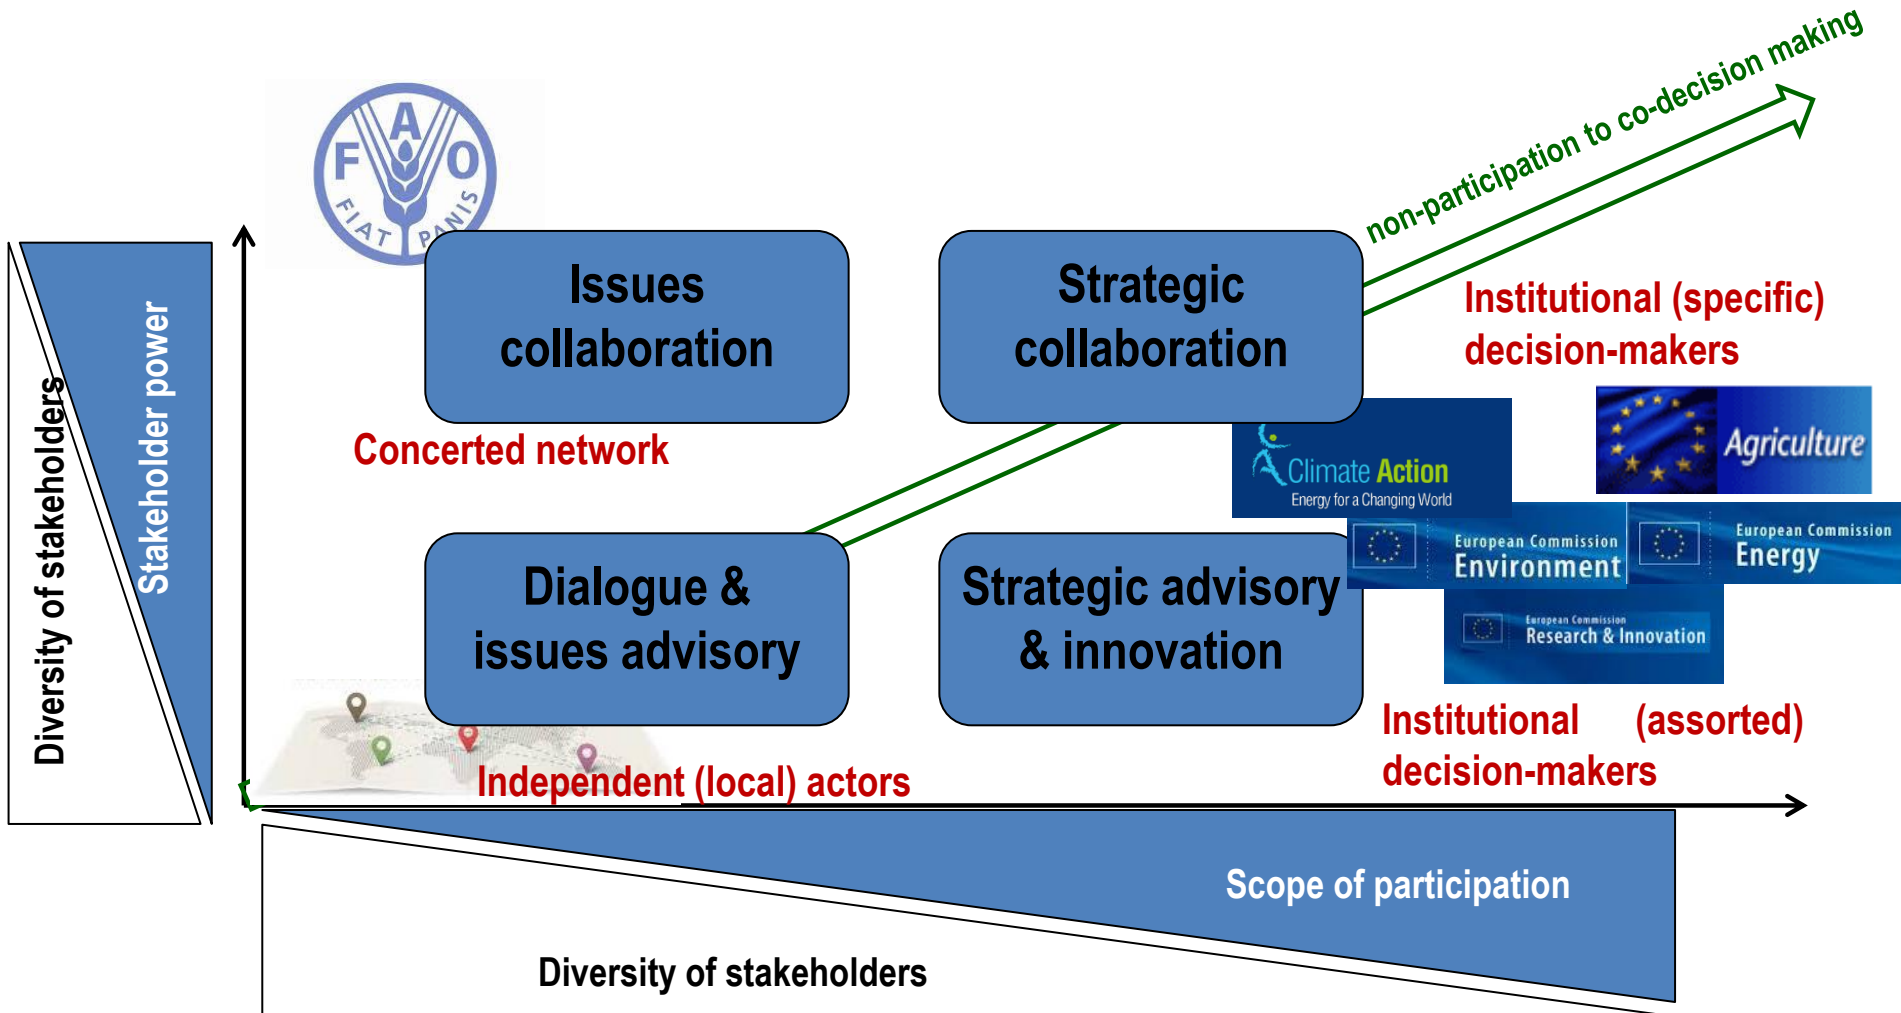 non-participation to co-decision making
FAO
FIAT PANIS
Issues
collaboration
Strategic
collaboration
Institutional (specific)
decision-makers
Diversity of stakeholders
Stakeholder power
Concerted network
Climate Action
Energy for a Changing World
Agriculture
European Commission
Environment
European Commission
Energy
European Commission
Research & Innovation
Dialogue &
issues advisory
Strategic advisory
& innovation
Institutional (assorted)
decision-makers
Independent (local) actors
Scope of participation
Diversity of stakeholders